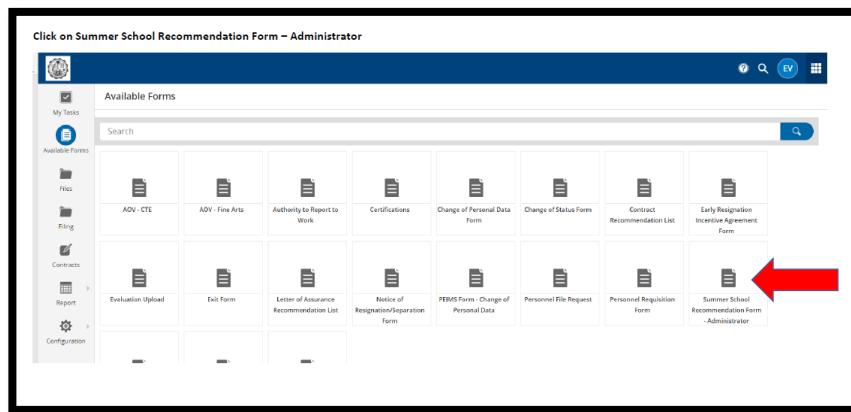 Click on Summer School Recommendation Form – Administrator
EV
My Tasks
Available Forms
Search
Available Forms
Files
Filing
Contracts
Report
Configuration
AOV - CTE
AOV - Fine Arts
Authority to Report to
Work
Certifications
Change of Personal Data
Form
Change of Status Form
Contract
Recommendation List
Early Resignation
Incentive Agreement
Form
Evaluation Upload
Exit Form
Letter of Assurance
Recommendation List
Notice of
Resignation/Separation
Form
PEIMS Form - Change of
Personal Data
Personnel File Request
Personnel Requisition
Form
Summer School
Recommendation Form
- Administrator